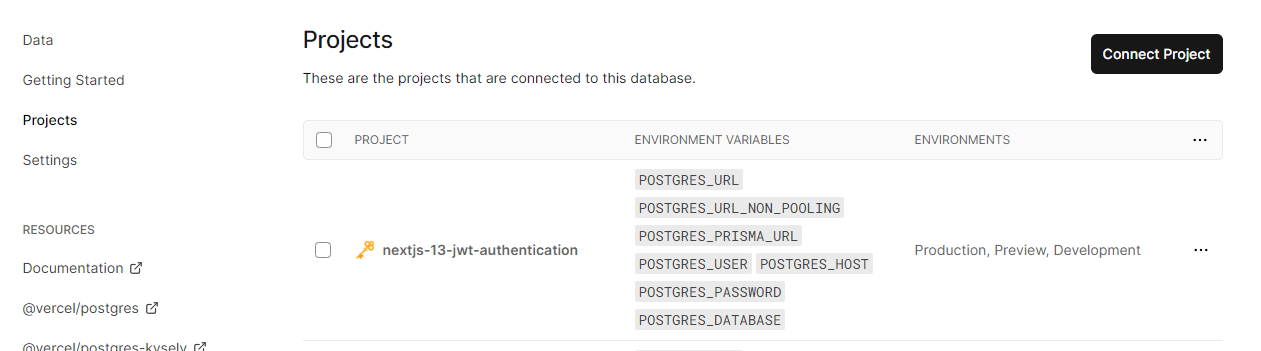 Data
Getting Started
Projects
Settings
RESOURCES
Documentation
@vercel/postgres
@vercel/postgres-kysely
Projects
These are the projects that are connected to this database.
Connect Project
PROJECT ENVIRONMENT VARIABLES ENVIRONMENTS
nextjs-13-jwt-authentication
POSTGRES_URL
POSTGRES_URL_NON_POOLING
POSTGRES_PRISMA_URL
POSTGRES_USER POSTGRES_HOST
POSTGRES_PASSWORD
POSTGRES_DATABASE
Production, Preview, Development